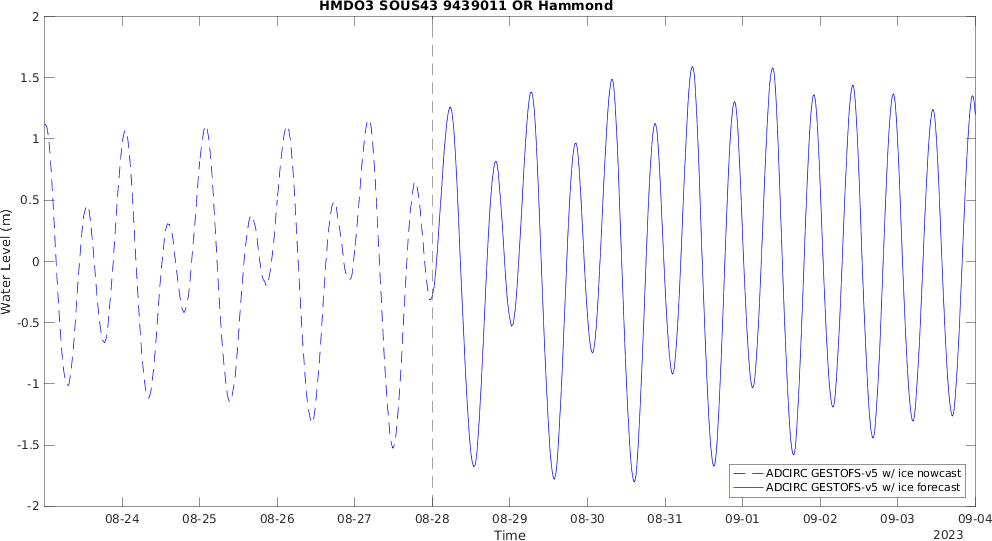 HMDO3 SOUS43 9439011 OR Hammond
2
1.5
1
0.5
0
-0.5
-1
-1.5
-2
Water Level (m)
ADCIRC GESTOFS-v5 w/ ice nowcast
ADCIRC GESTOFS-v5 w/ ice forecast
08-24 08-25 08-26 08-27 08-28 08-29 08-30 08-31 09-01 09-02 09-03 09-04
Time
2023